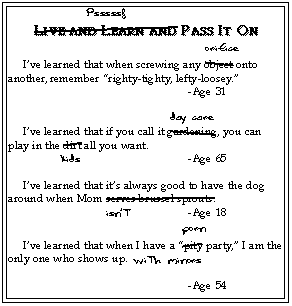 Psssssf
LIVE AND LEARN AND PASS IT ON
orifice
I've learned that when screwing any object onto
another, remember "righty-tighty, lefty-loosey."
-Age 31
day care
I've learned that if you call it gardening, you can
play in the dirt all you want.
kids
-Age 65
I've learned that it's always good to have the dog
around when Mom serves brussel sprouts.
isn't
-Age 18
porn
I've learned that when I have a "pity party," I am the
only one who shows up. with mirrors
-Age 54